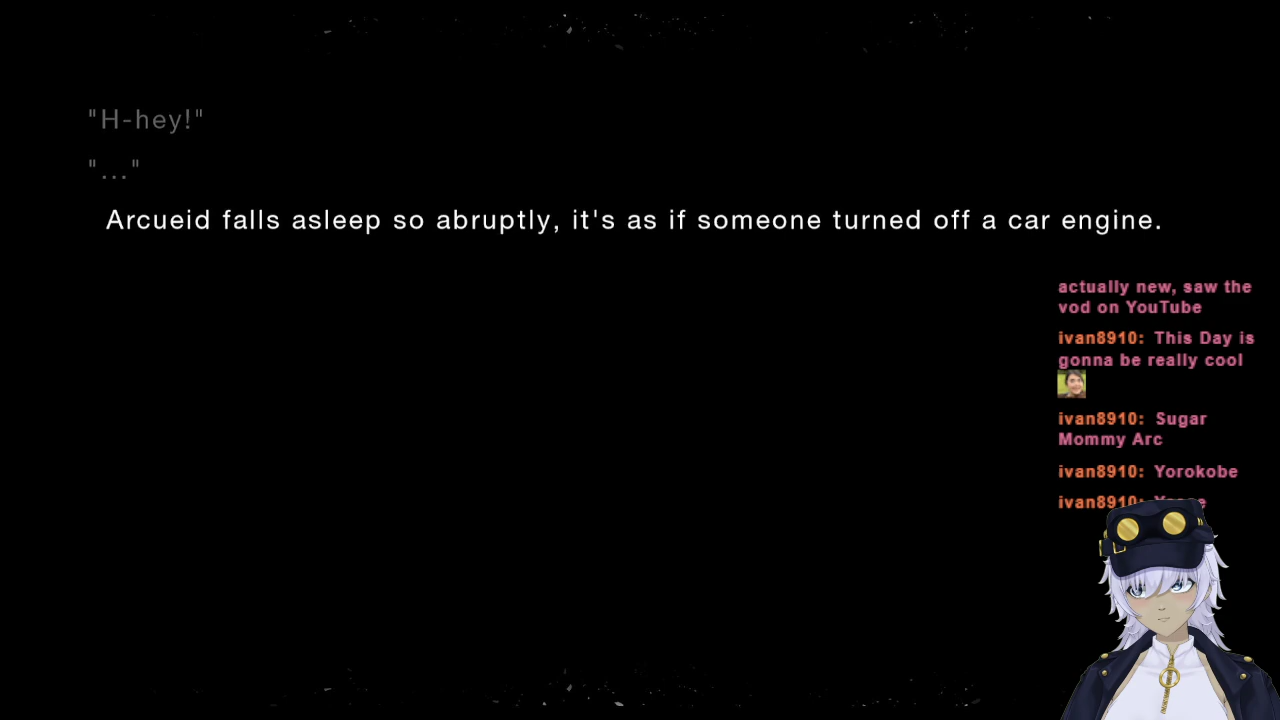 "H-hey!"
"..."
Arcueid falls asleep so abruptly, it's as if someone turned off a car engine.
actually new, saw the
vod on YouTube
ivan8910: This Day is
gonna be really cool
ivan8910: Sugar
Mommy Arc
ivan8910: Yorokobe
ivan8910: